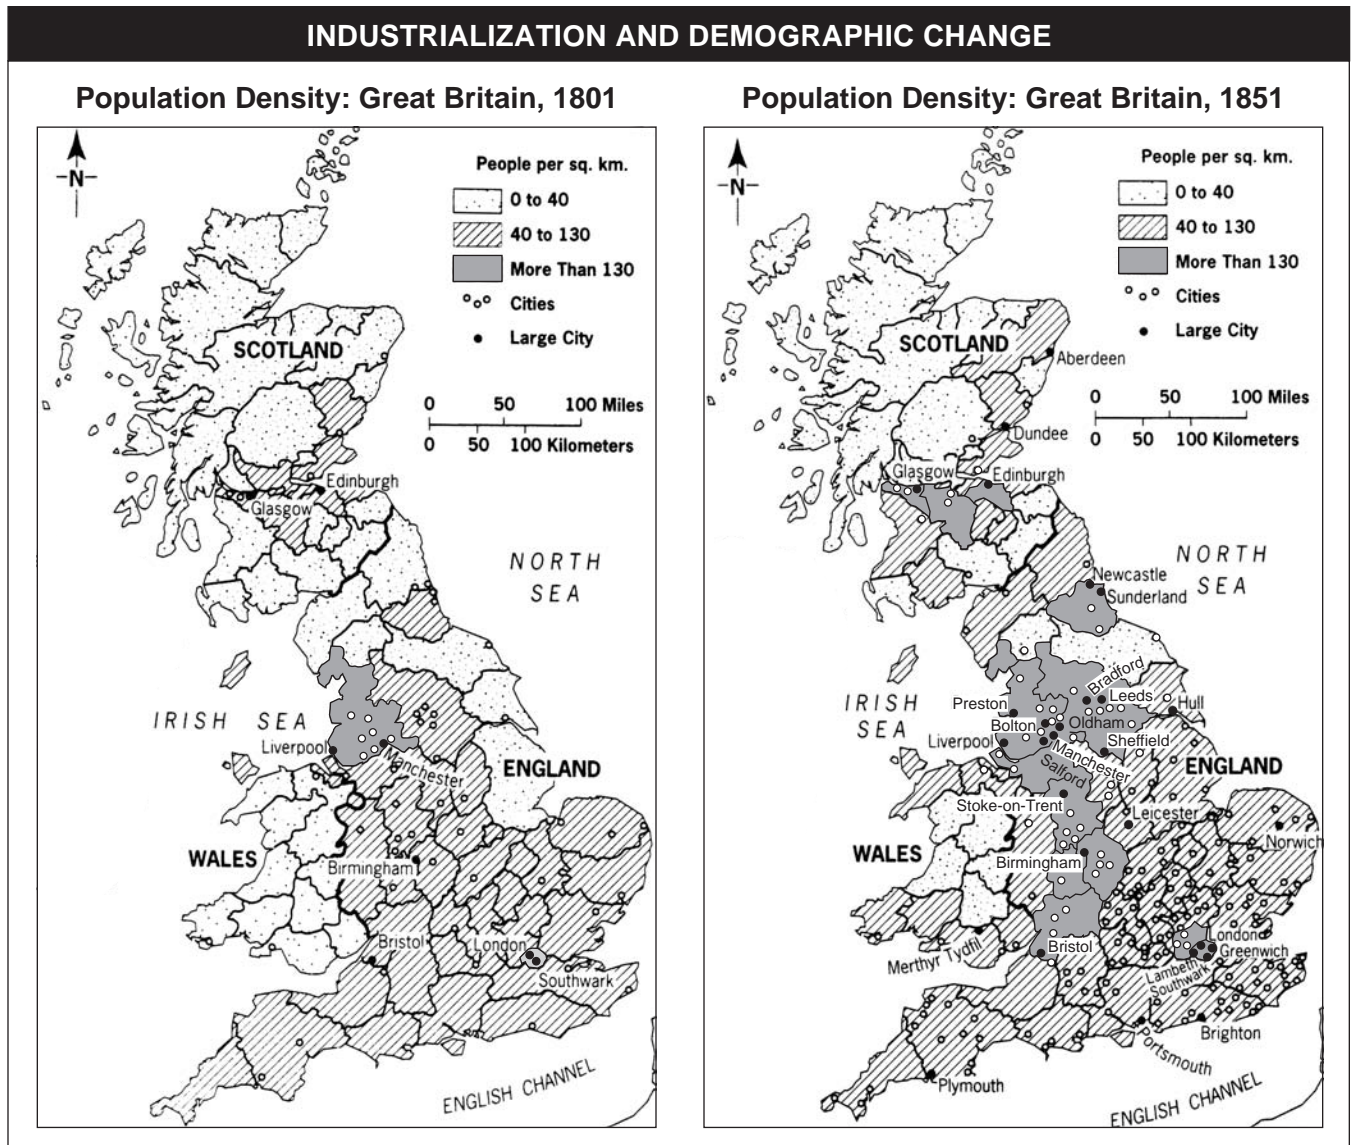 INDUSTRIALIZATION AND DEMOGRAPHIC CHANGE
Population Density: Great Britain, 1801
N
People per sq. km.
0 to 40
40 to 130
More Than 130
Cities
Large City
0 50 100 Miles
0 50 100 Kilometers
SCOTLAND
Edinburgh
Glasgow
NORTH
SEA
IRISH SEA
Liverpool
Manchester
ENGLAND
WALES
Birmingham
Bristol
London
Southwark
ENGLISH CHANNEL
Population Density: Great Britain, 1851
N
People per sq. km.
0 to 40
40 to 130
More Than 130
Cities
Large City
0 50 100 Miles
0 50 100 Kilometers
SCOTLAND
Aberdeen
Dundee
Glasgow
Edinburgh
NORTH
SEA
Newcastle
Sunderland
Bradford
Leeds
Preston
Hull
IRISH
SEA
Bolton
Oldham
Liverpool
Sheffield
Manchester
Salford
ENGLAND
Stoke-on-Trent
Leicester
Norwich
WALES
Birmingham
London
Bristol
Greenwich
Merthyr Tydfil
Lambeth
Southwark
Brighton
Portsmouth
Plymouth
ENGLISH CHANNEL